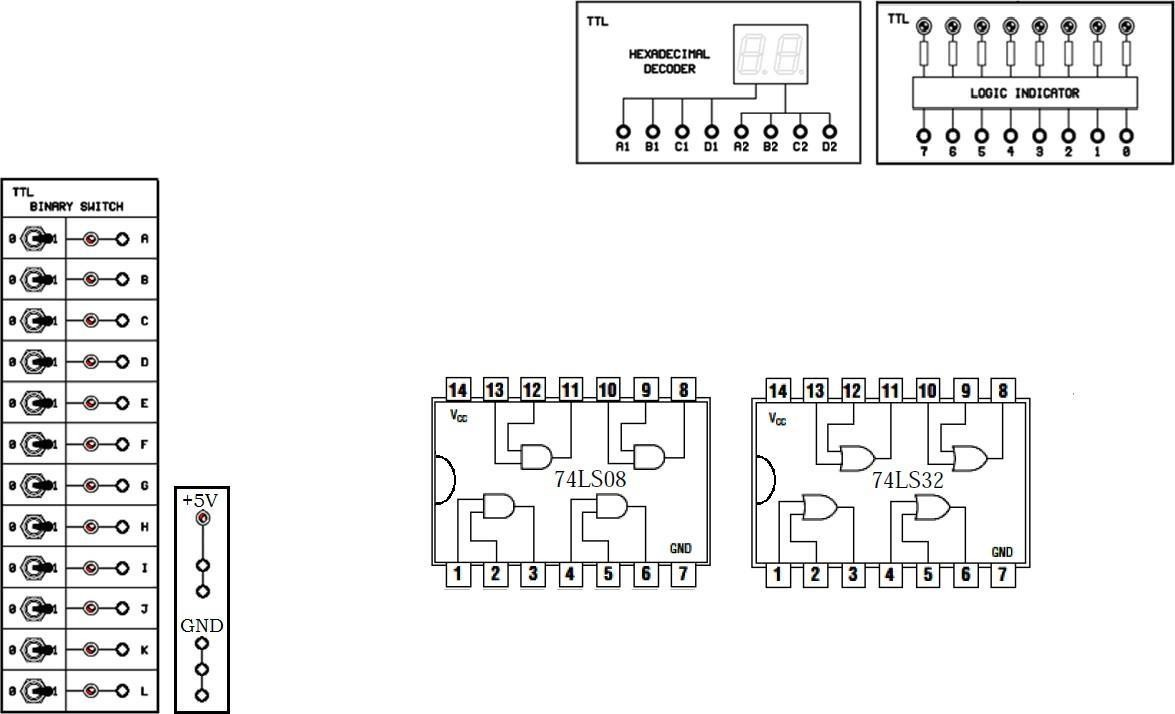 TTL
HEXADECIMAL
DECODER
A1 B1 C1 D1 A2 B2 C2 D2
TTL
LOGIC INDICATOR
7 6 5 4 3 2 1 0
TTL
BINARY SWITCH
0 1 A
0 1 B
0 1 C
0 1 D
0 1 E
0 1 F
0 1 G
0 1 H
0 1 I
0 1 J
0 1 K
0 1 L
+5V
GND
14 13 12 11 10 9 8
VCC
74LS08
GND
1 2 3 4 5 6 7
14 13 12 11 10 9 8
VCC
74LS32
GND
1 2 3 4 5 6 7